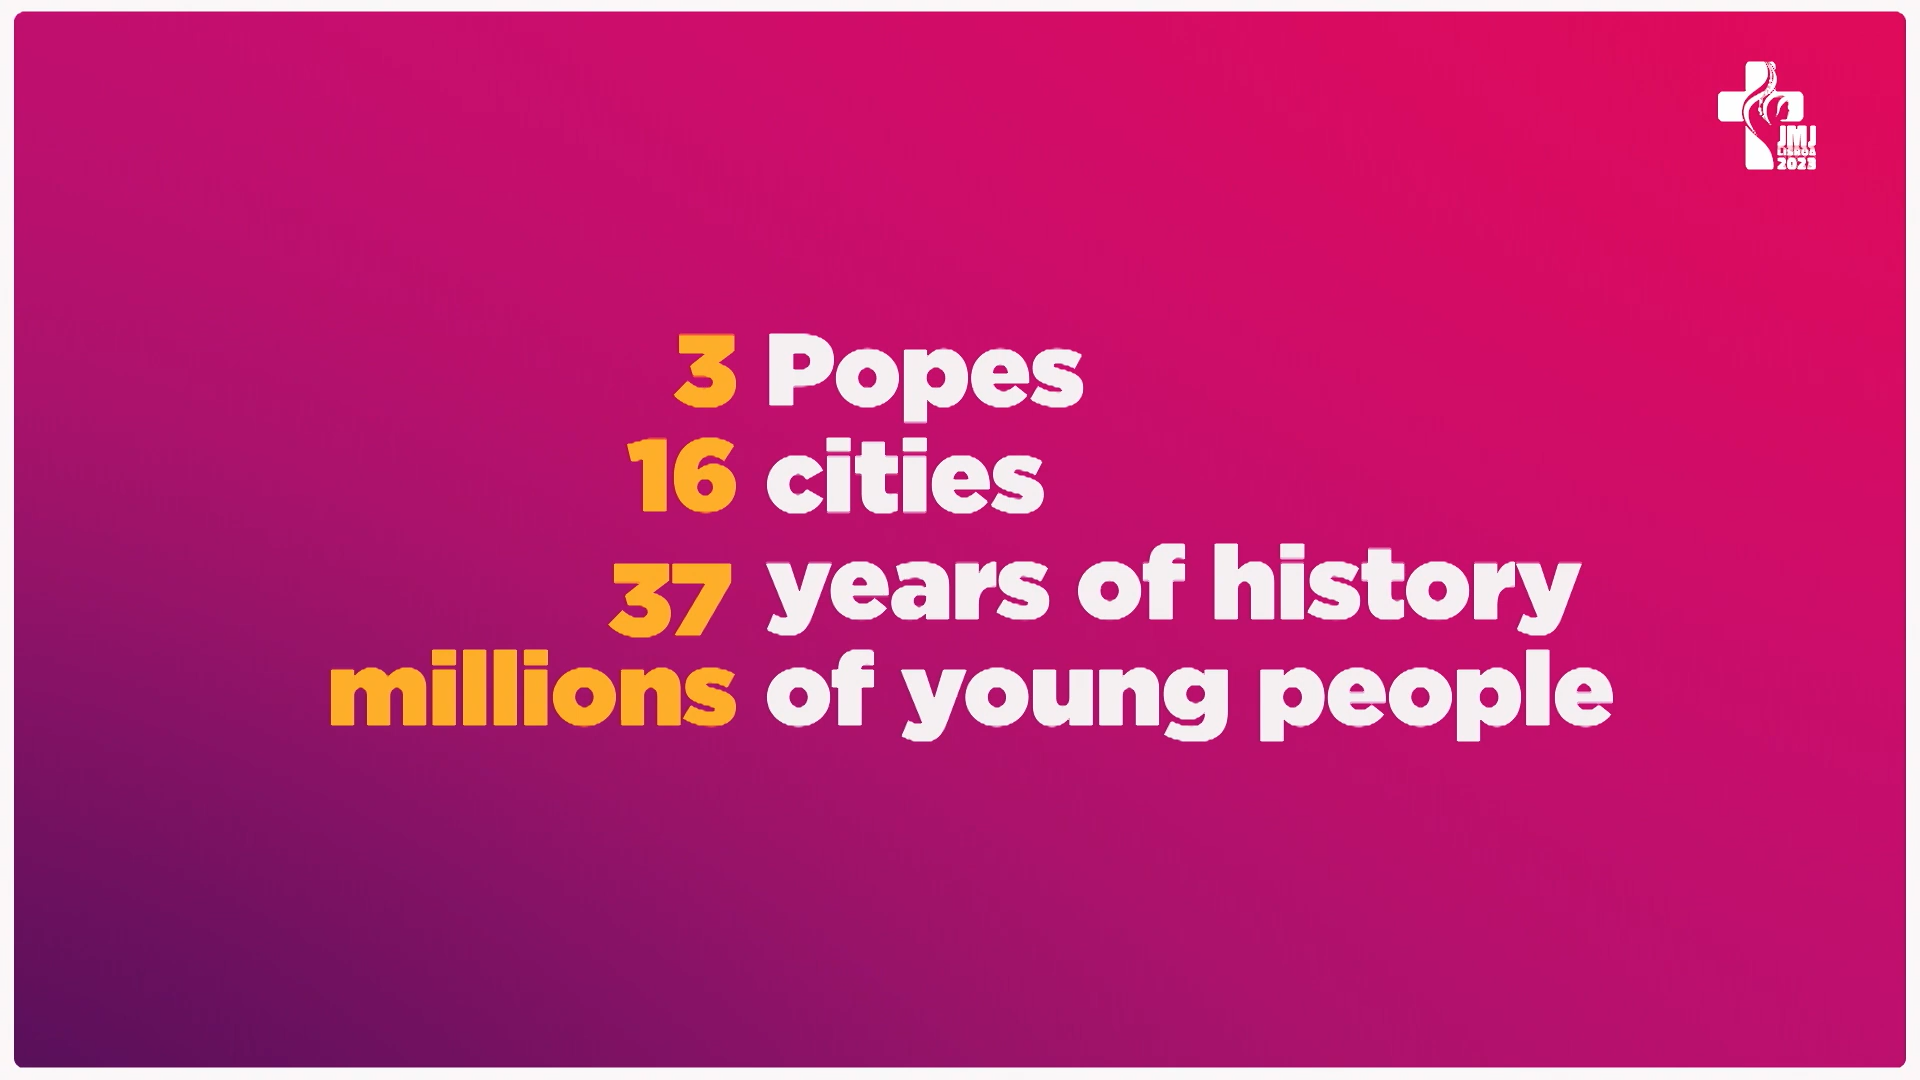 JMJ
LISBOA
2023
3 Popes
16 cities
37 years of history
millions of young people